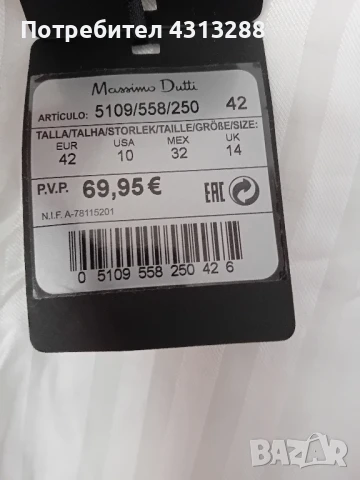 Потребител 4313288
Massimo Dutti
ARTÍCULO: 5109/558/250 42
TALLA/TALHA/STORLEK/TAILLE/GRÖßE/SIZE:
EUR USA MEX UK
42 10 32 14
P.V.P. 69,95 € EAC
N.I.F. A-78115201
0 5109 558 250 42 6
BAZAR